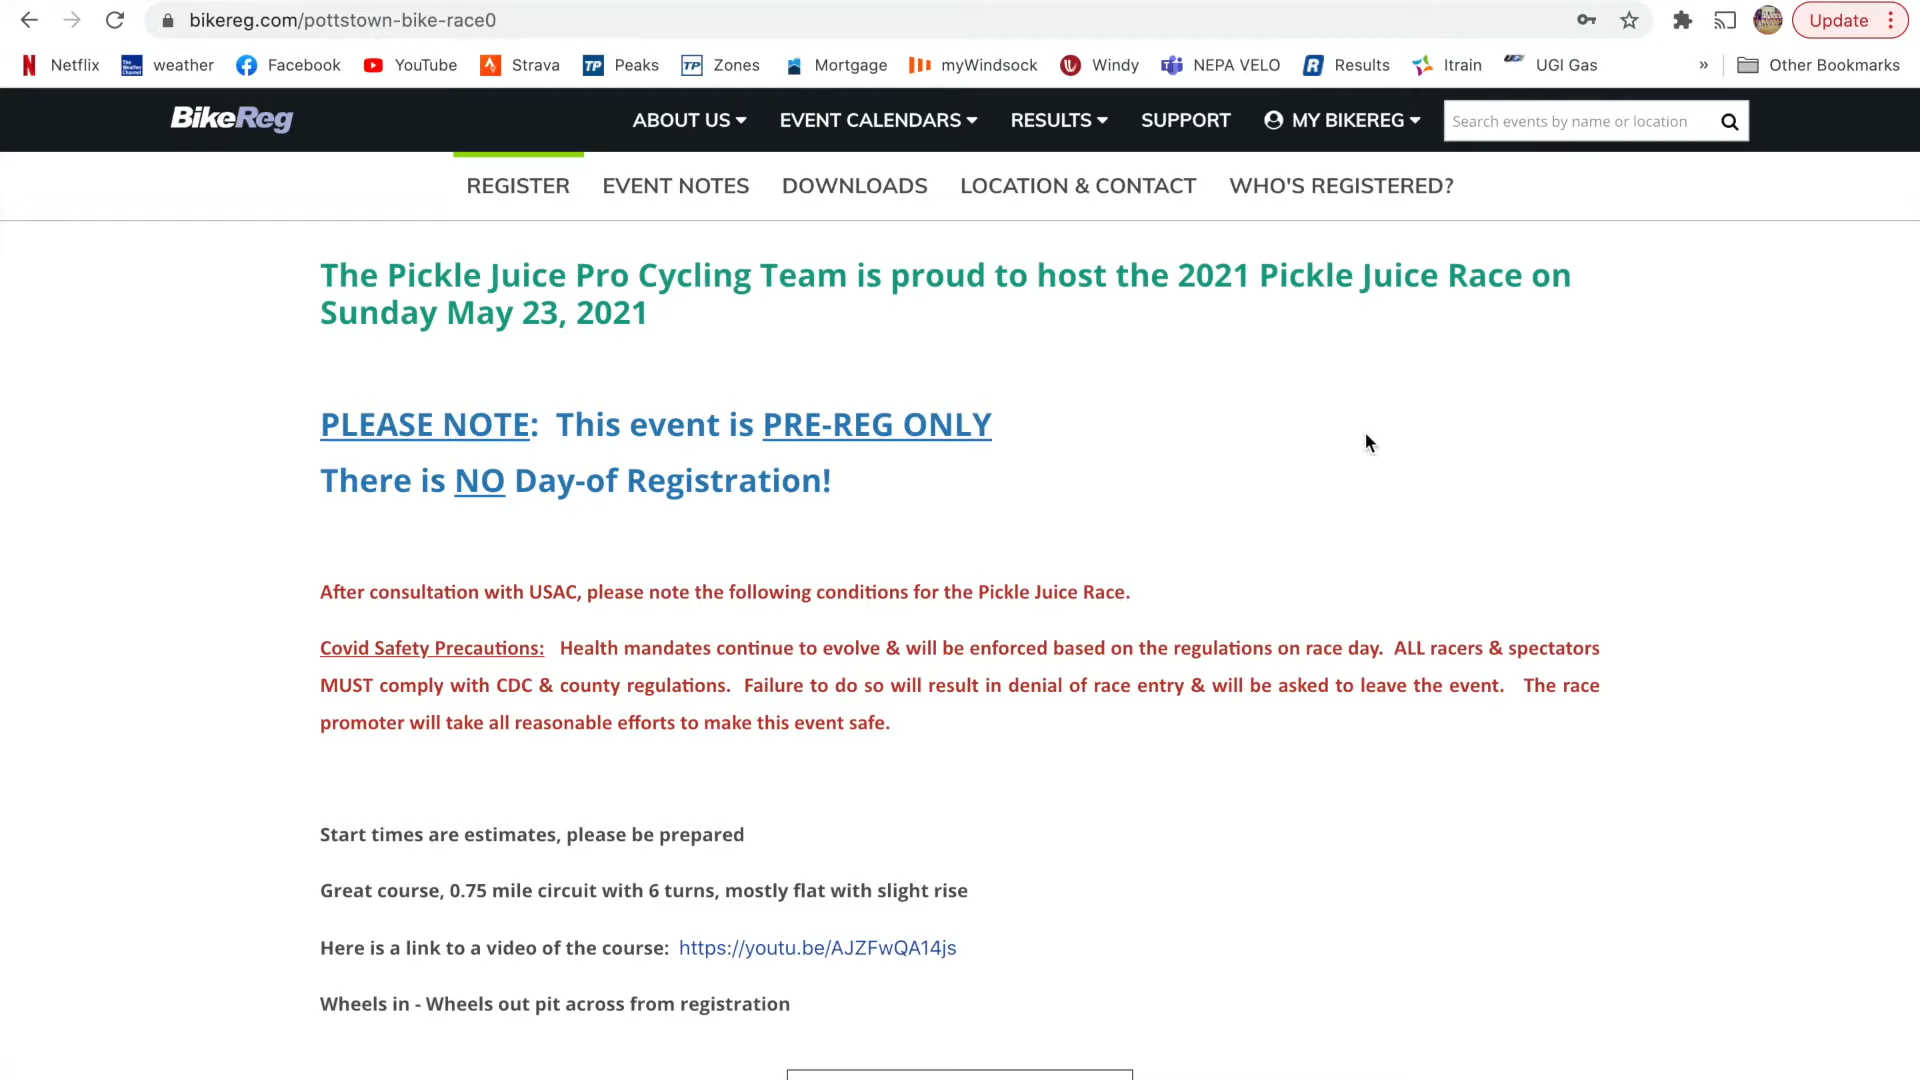 bikereg.com/pottstown-bike-race0
Update
Netflix weather Facebook YouTube Strava Peaks Zones Mortgage myWindsock Windy NEPA VELO Results Itrain UGI Gas » Other Bookmarks
BikeReg ABOUT US EVENT CALENDARS RESULTS SUPPORT MY BIKEREG Search events by name or location
REGISTER EVENT NOTES DOWNLOADS LOCATION & CONTACT WHO'S REGISTERED?
The Pickle Juice Pro Cycling Team is proud to host the 2021 Pickle Juice Race on
Sunday May 23, 2021
PLEASE NOTE: This event is PRE-REG ONLY
There is NO Day-of Registration!
After consultation with USAC, please note the following conditions for the Pickle Juice Race.
Covid Safety Precautions: Health mandates continue to evolve & will be enforced based on the regulations on race day. ALL racers & spectators
MUST comply with CDC & county regulations. Failure to do so will result in denial of race entry & will be asked to leave the event. The race
promoter will take all reasonable efforts to make this event safe.
Start times are estimates, please be prepared
Great course, 0.75 mile circuit with 6 turns, mostly flat with slight rise
Here is a link to a video of the course: https://youtu.be/AJZFwQA14js
Wheels in - Wheels out pit across from registration